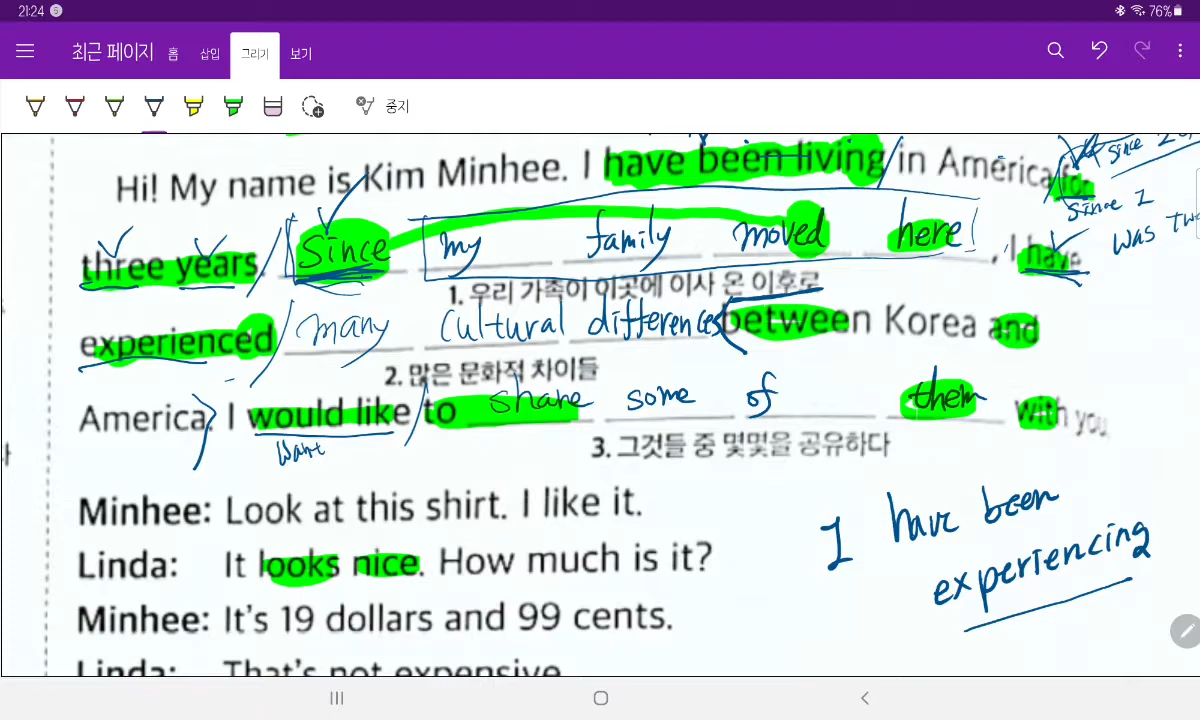 21:24
76%
최근 페이지 홈 삽입 그리기 보기
중지
Hi! My name is Kim Minhee. I have been living in America for
since
since I
was two
three years. Since my family moved here, I have
1. 우리 가족이 이곳에 이사 온 이후로
experienced many cultural differences between Korea and
2. 많은 문화적 차이들
America. I would like to share some of them with you.
want
3. 그것들 중 몇몇을 공유하다
Minhee: Look at this shirt. I like it.
Linda: It looks nice. How much is it?
Minhee: It's 19 dollars and 99 cents.
Linda: That's not expensive.
I have been
experiencing